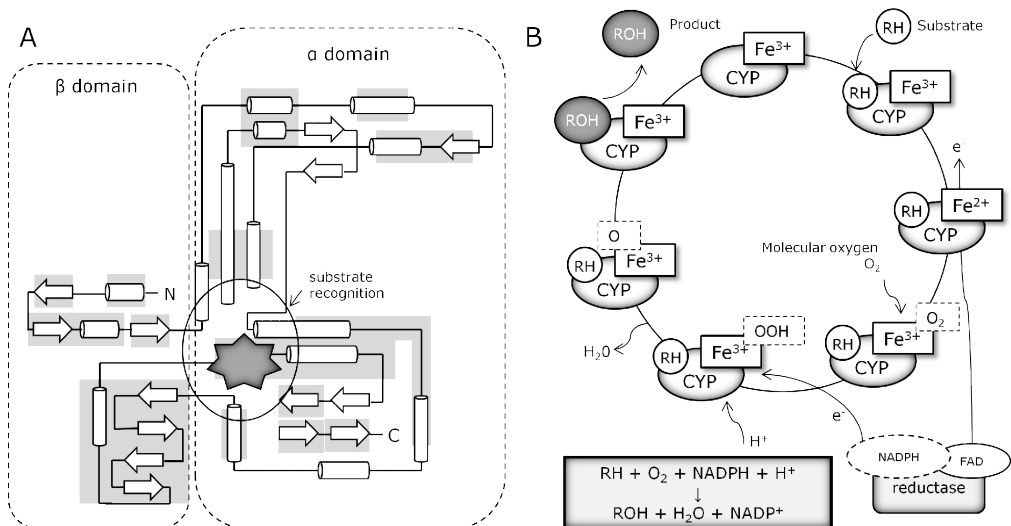 A
β domain
α domain
N
substrate
recognition
C
B
ROH
Product
Fe³⁺
CYP
RH
Substrate
RH
Fe³⁺
CYP
ROH
Fe³⁺
CYP
e
RH
Fe²⁺
CYP
O
RH
Fe³⁺
CYP
Molecular oxygen
O₂
O₂
RH
Fe³⁺
CYP
OOH
RH
Fe³⁺
CYP
H₂0
H⁺
e⁻
NADPH
FAD
reductase
RH + O₂ + NADPH + H⁺
↓
ROH + H₂O + NADP⁺